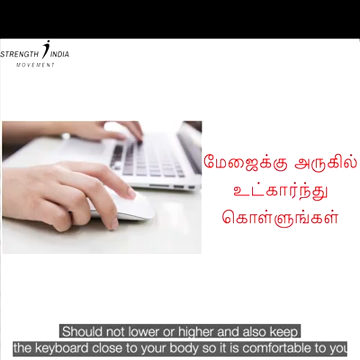 STRENGTH INDIA
MOVEMENT
மேஜைக்கு அருகில்
உட்கார்ந்து
கொள்ளுங்கள்
Should not lower or higher and also keep
the keyboard close to your body so it is comfortable to you